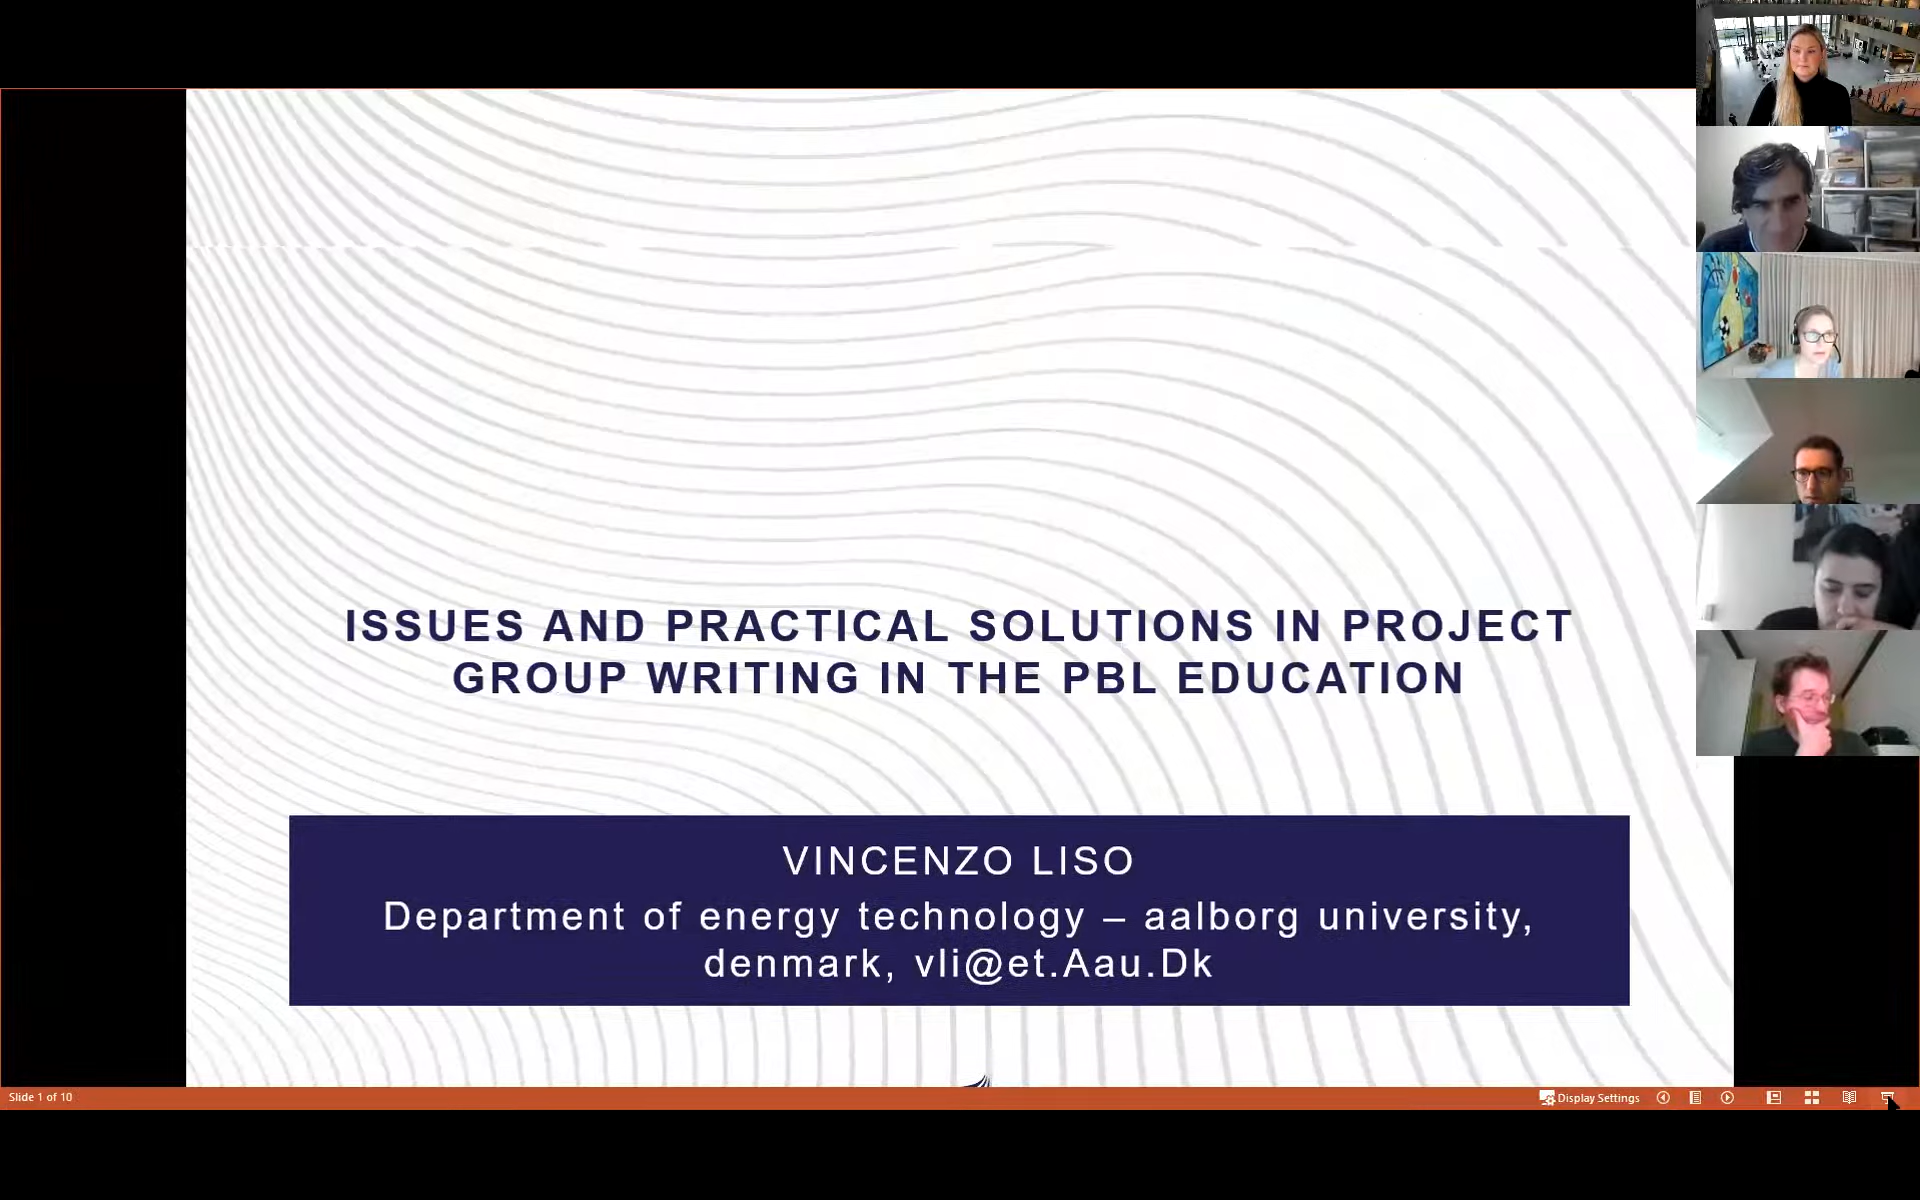 ISSUES AND PRACTICAL SOLUTIONS IN PROJECT
GROUP WRITING IN THE PBL EDUCATION
VINCENZO LISO
Department of energy technology – aalborg university,
denmark, vli@et.Aau.Dk
Slide 1 of 10
Display Settings